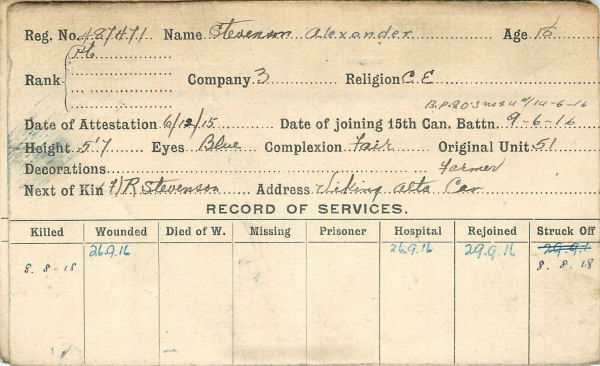 Reg. No. 437471 Name Stevenson Alexander Age 18
Pte
Rank Company 3 Religion C.E
14-6-16
Date of Attestation 6/12/15 Date of joining 15th Can. Battn. 9-6-16
Height 5'7 Eyes Blue Complexion Fair Original Unit 51
Decorations Farmer
Next of Kin R Stevenson Address Viking Alta Can
RECORD OF SERVICES.
Killed Wounded Died of W. Missing Prisoner Hospital Rejoined Struck Off
26.9.16 26.9.16 29.9.16 29.9.1
8.8-18 8.8.18